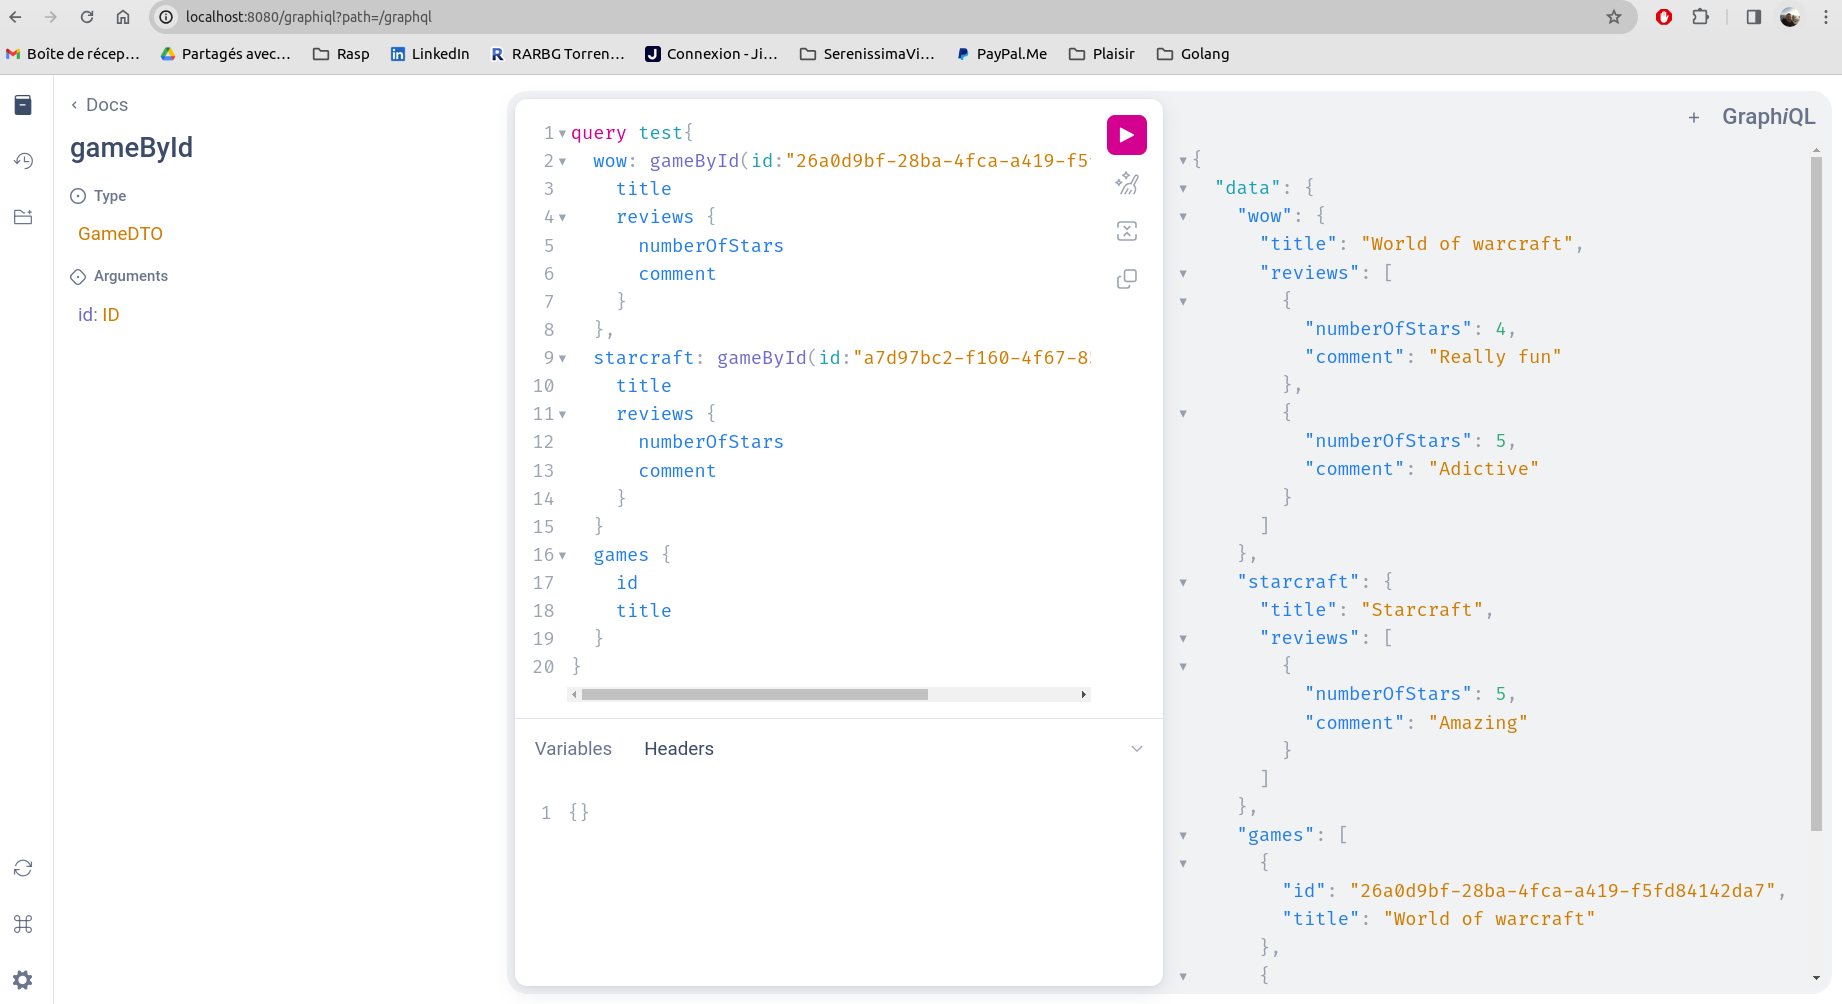 localhost:8080/graphiql?path=/graphql
Boîte de récep… Partagés avec… Rasp LinkedIn RARBG Torren… Connexion - Ji… SerenissimaVi… PayPal.Me Plaisir Golang
Docs
gameById
Type
GameDTO
Arguments
id: ID
1 query test{
2 wow: gameById(id:"26a0d9bf-28ba-4fca-a419-f5
3 title
4 reviews {
5 numberOfStars
6 comment
7 }
8 },
9 starcraft: gameById(id:"a7d97bc2-f160-4f67-8
10 title
11 reviews {
12 numberOfStars
13 comment
14 }
15 }
16 games {
17 id
18 title
19 }
20 }
Variables Headers
1 {}
+ GraphiQL
{
"data": {
"wow": {
"title": "World of warcraft",
"reviews": [
{
"numberOfStars": 4,
"comment": "Really fun"
},
{
"numberOfStars": 5,
"comment": "Adictive"
}
]
},
"starcraft": {
"title": "Starcraft",
"reviews": [
{
"numberOfStars": 5,
"comment": "Amazing"
}
]
},
"games": [
{
"id": "26a0d9bf-28ba-4fca-a419-f5fd84142da7",
"title": "World of warcraft"
},
{